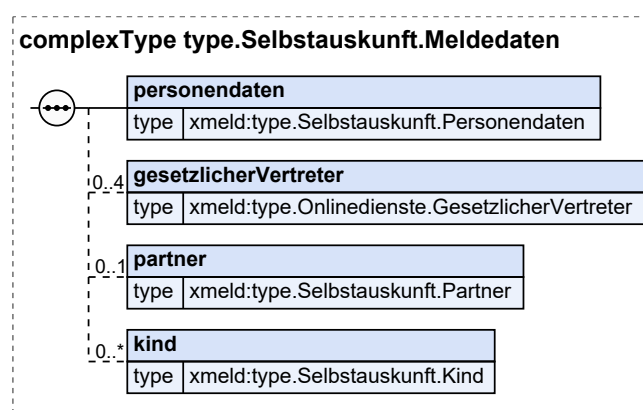 complexType type.Selbstauskunft.Meldedaten
personendaten
type xmeld:type.Selbstauskunft.Personendaten
0..4 gesetzlicherVertreter
type xmeld:type.Onlinedienste.GesetzlicherVertreter
0..1 partner
type xmeld:type.Selbstauskunft.Partner
0..* kind
type xmeld:type.Selbstauskunft.Kind